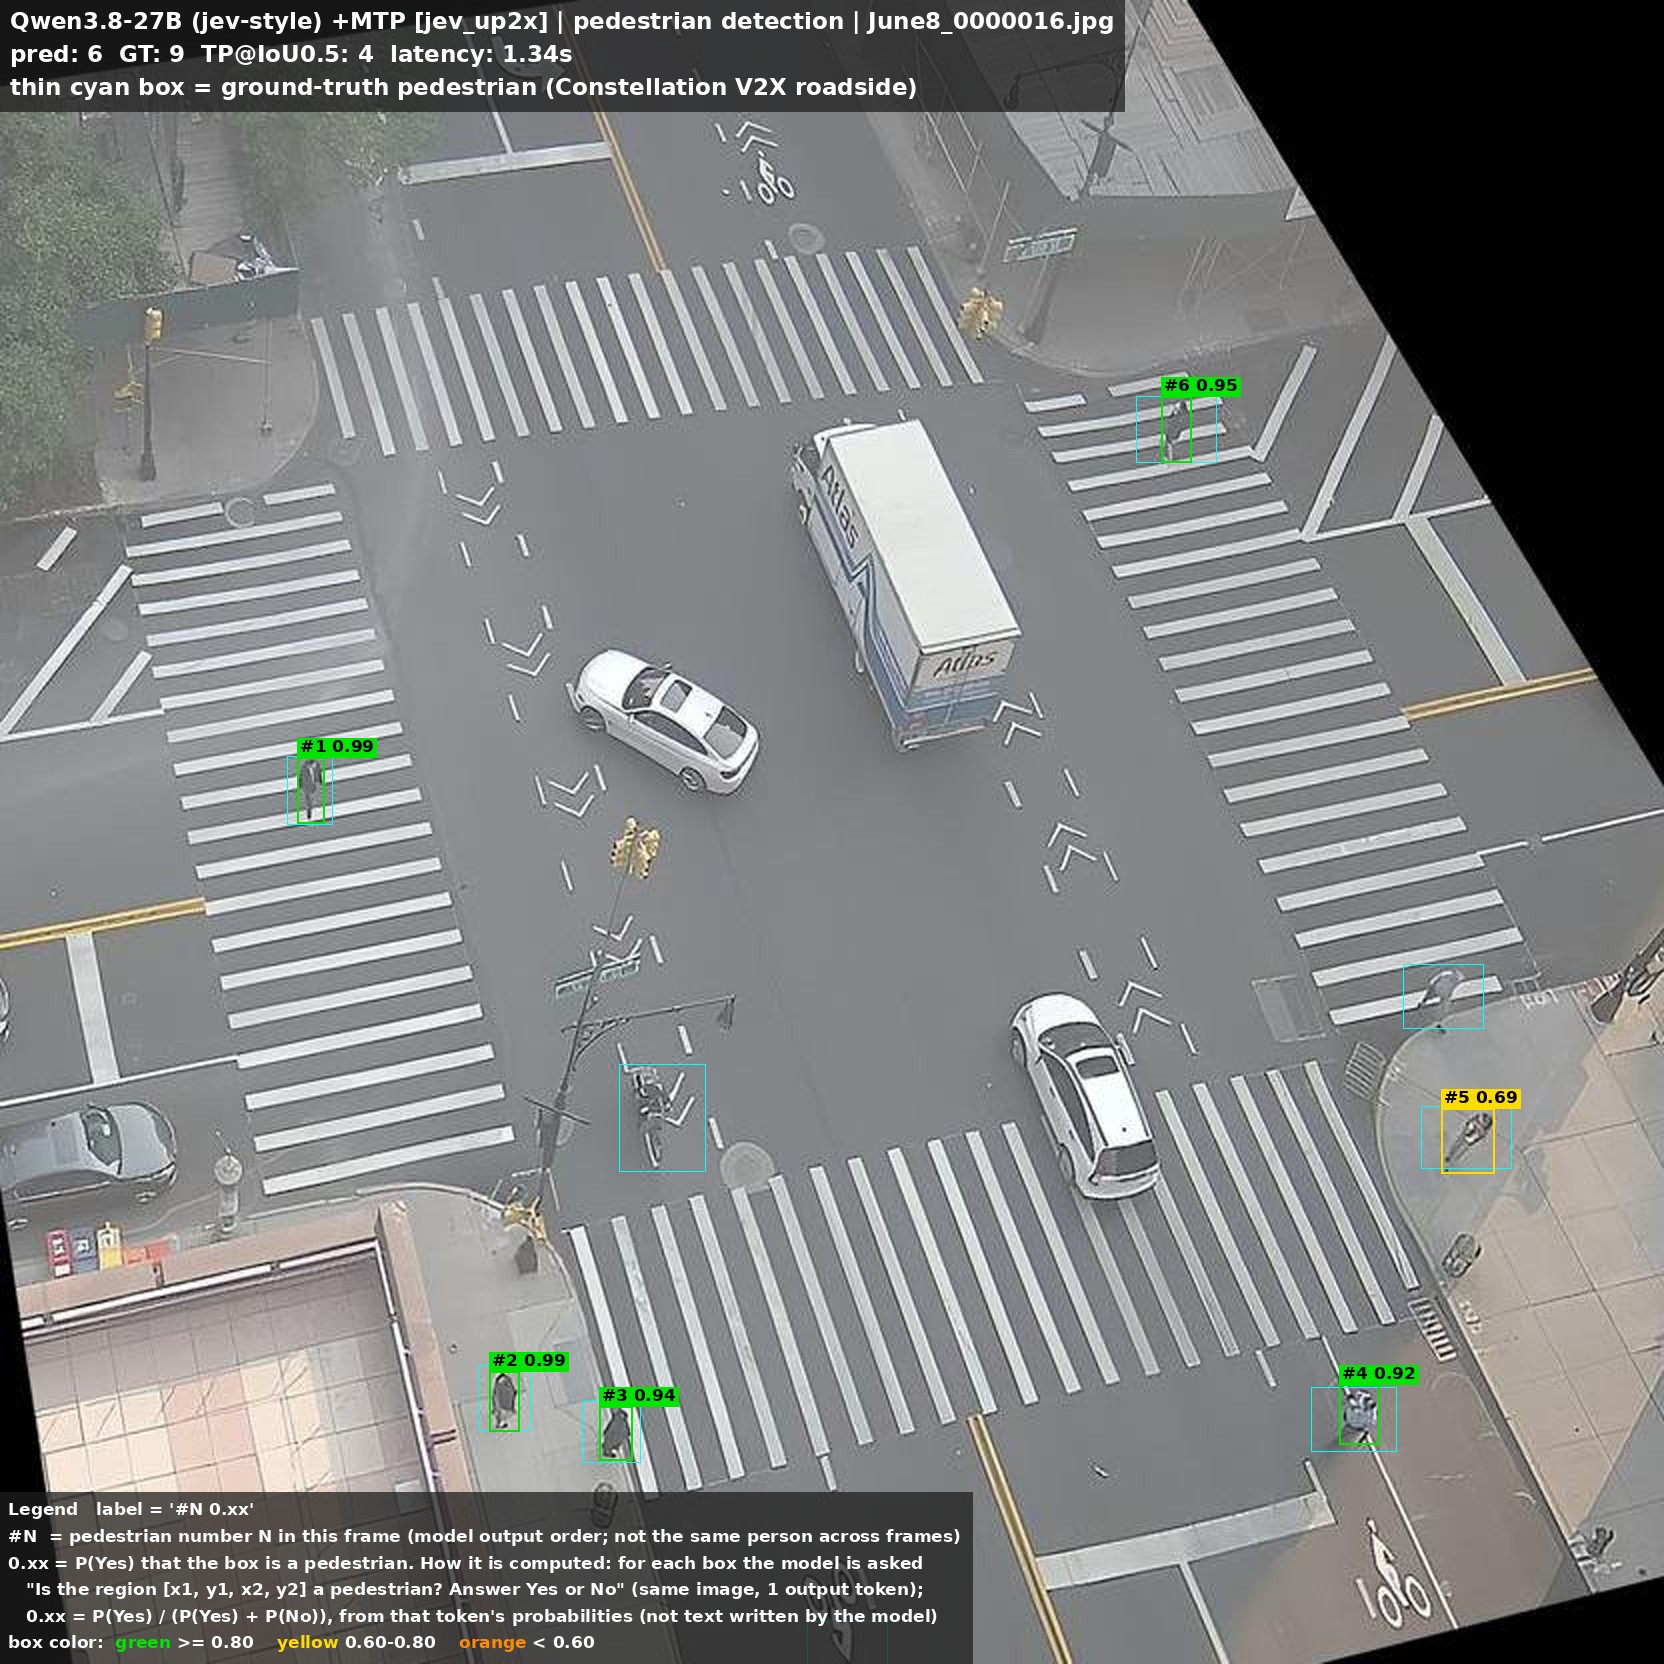 Qwen3.8-27B (jev-style) +MTP [jev_up2x] | pedestrian detection | June8_0000016.jpg
pred: 6  GT: 9  TP@IoU0.5: 4  latency: 1.34s
thin cyan box = ground-truth pedestrian (Constellation V2X roadside)
#6 0.95
Atlas
Atlas
#1 0.99
#5 0.69
#2 0.99
#4 0.92
#3 0.94
Legend   label = '#N 0.xx'
#N  = pedestrian number N in this frame (model output order; not the same person across frames)
0.xx = P(Yes) that the box is a pedestrian. How it is computed: for each box the model is asked
"Is the region [x1, y1, x2, y2] a pedestrian? Answer Yes or No" (same image, 1 output token);
0.xx = P(Yes) / (P(Yes) + P(No)), from that token's probabilities (not text written by the model)
box color:  green >= 0.80    yellow 0.60-0.80    orange < 0.60